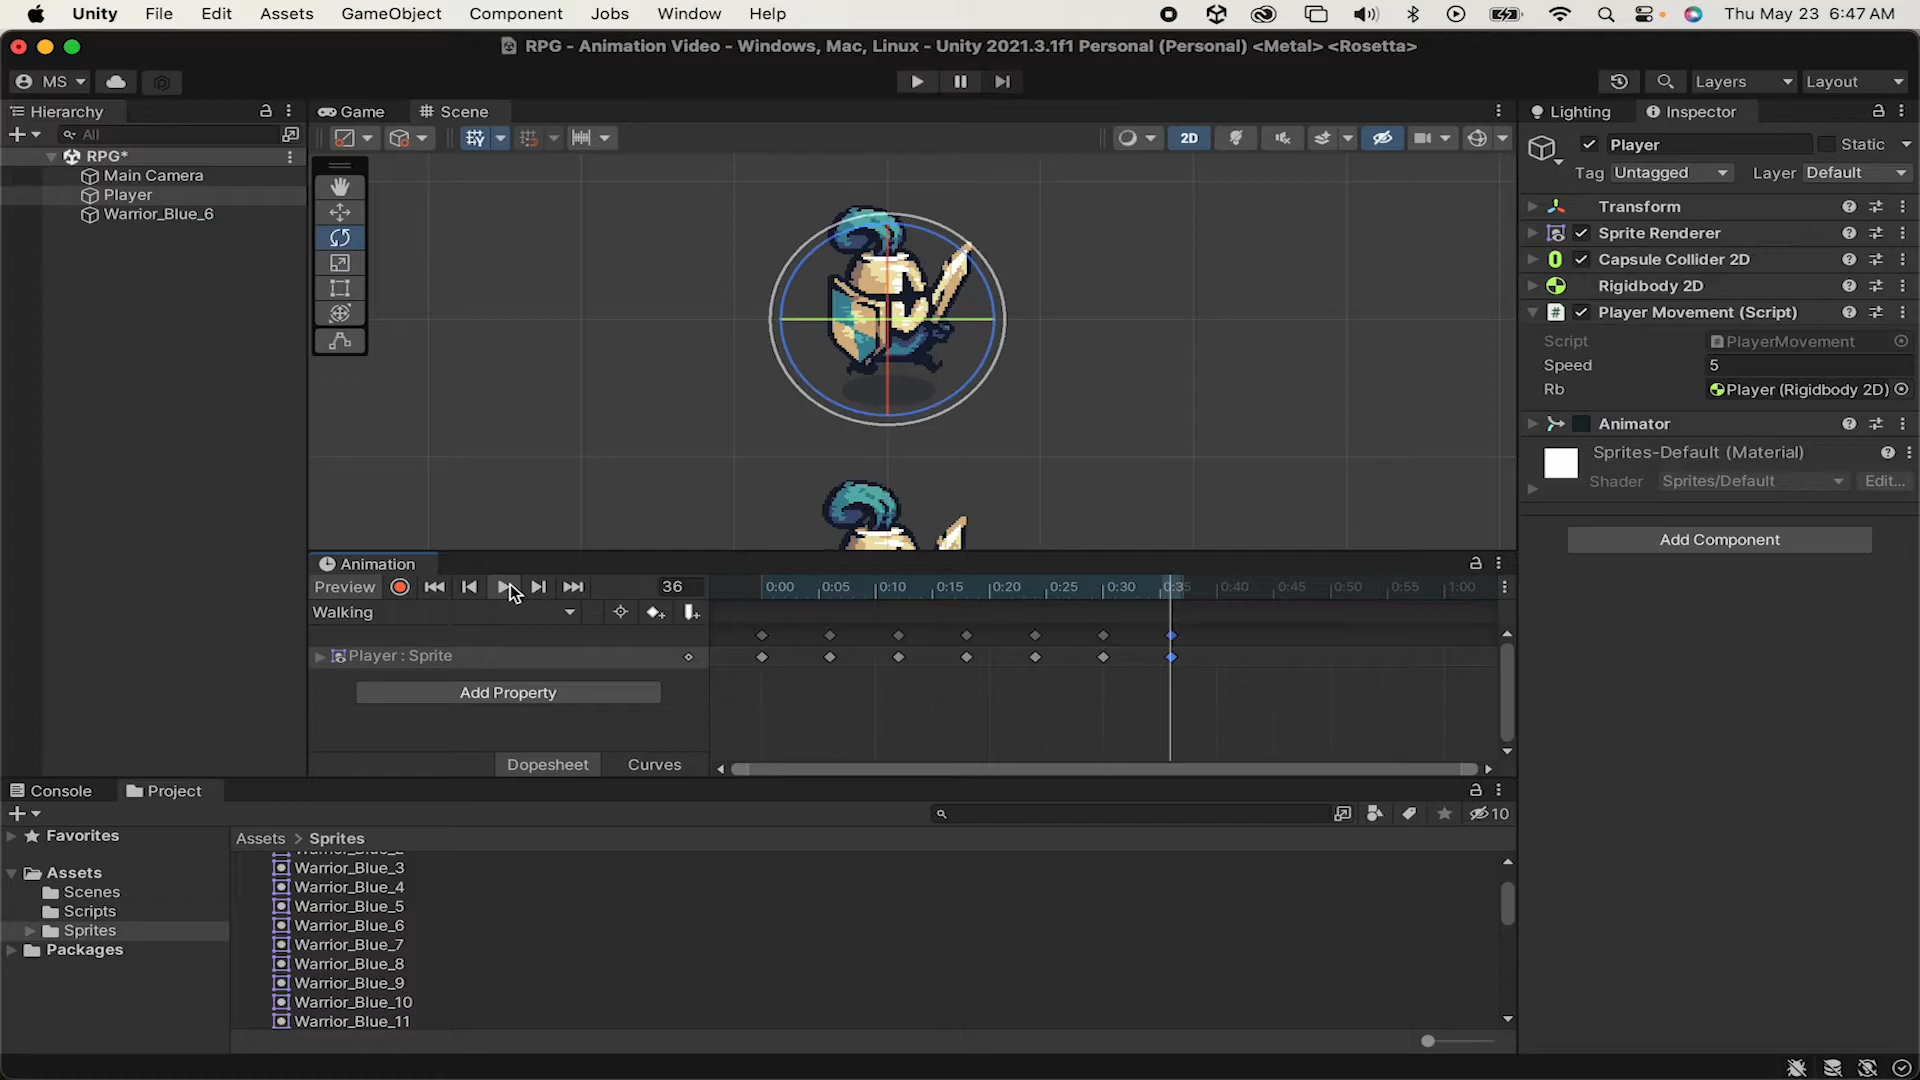 Unity File Edit Assets GameObject Component Jobs Window Help Thu May 23 6:47 AM
RPG - Animation Video - Windows, Mac, Linux - Unity 2021.3.1f1 Personal (Personal) <Metal> <Rosetta>
MS Layers Layout
Hierarchy Game Scene Lighting Inspector
All 2D
RPG*
Main Camera
Player
Warrior_Blue_6
Player Static
Tag Untagged Layer Default
Transform
Sprite Renderer
Capsule Collider 2D
Rigidbody 2D
Player Movement (Script)
Script PlayerMovement
Speed 5
Rb Player (Rigidbody 2D)
Animator
Sprites-Default (Material)
Shader Sprites/Default Edit...
Add Component
Animation
Preview 36 0:00 0:05 0:10 0:15 0:20 0:25 0:30 0:35 0:40 0:45 0:50 0:55 1:00
Walking
Player : Sprite
Add Property
Dopesheet Curves
Console Project
10
Favorites
Assets
Scenes
Scripts
Sprites
Packages
Assets > Sprites
Warrior_Blue_2
Warrior_Blue_3
Warrior_Blue_4
Warrior_Blue_5
Warrior_Blue_6
Warrior_Blue_7
Warrior_Blue_8
Warrior_Blue_9
Warrior_Blue_10
Warrior_Blue_11